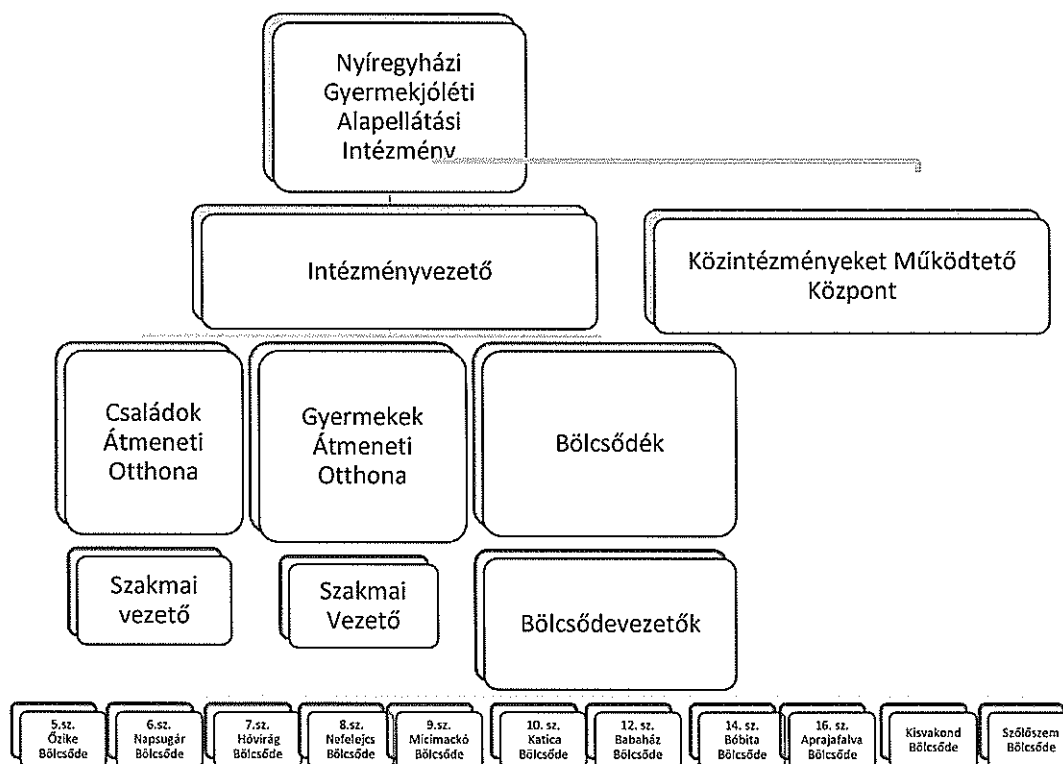 Nyíregyházi
Gyermekjóléti
Alapellátási
Intézmény
Intézményvezető
Közintézményeket Működtető
Központ
Családok
Átmeneti
Otthona
Gyermekek
Átmeneti
Otthona
Bölcsődék
Szakmai
vezető
Szakmai
Vezető
Bölcsődevezetők
5.sz.
Őzike
Bölcsőde
6.sz.
Napsugár
Bölcsőde
7.sz.
Hóvirág
Bölcsőde
8.sz.
Nefelejcs
Bölcsőde
9.sz.
Micimackó
Bölcsőde
10. sz.
Katica
Bölcsőde
12. sz.
Babaház
Bölcsőde
14. sz.
Bóbita
Bölcsőde
16. sz.
Aprajafalva
Bölcsőde
Kisvakond
Bölcsőde
Szőlőszem
Bölcsőde